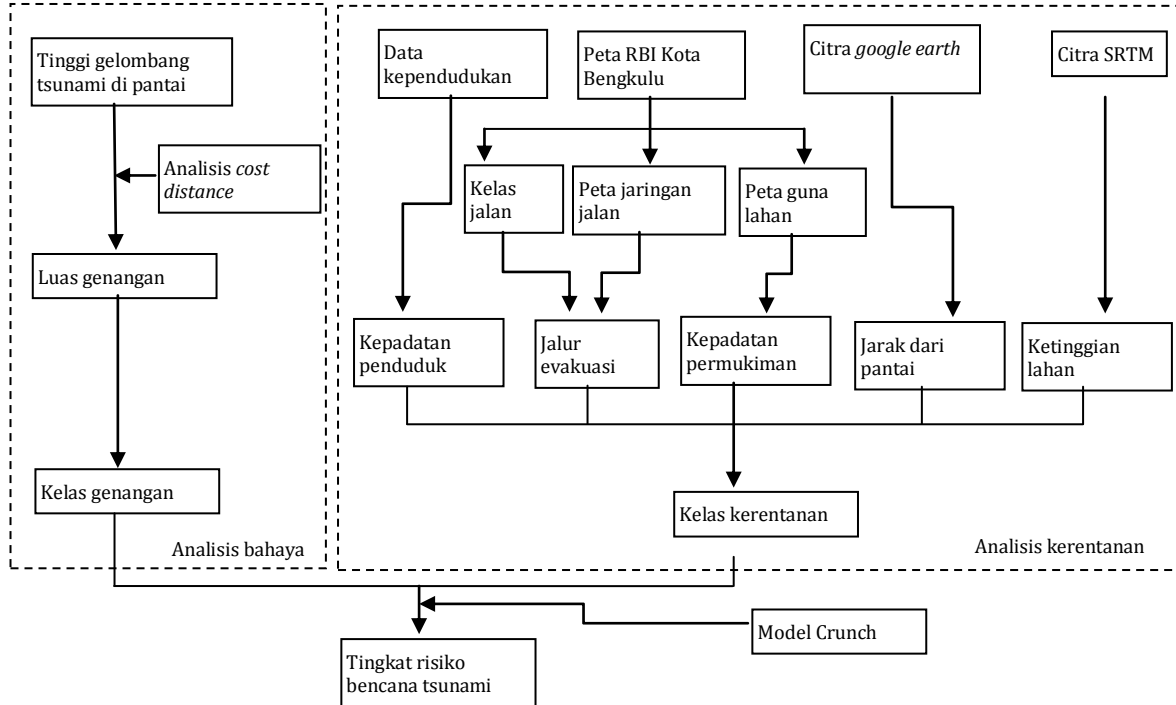 Tinggi gelombang
tsunami di pantai
Analisis cost
distance
Luas genangan
Kelas genangan
Analisis bahaya
Data
kependudukan
Peta RBI Kota
Bengkulu
Citra google earth
Citra SRTM
Kelas
jalan
Peta jaringan
jalan
Peta guna
lahan
Kepadatan
penduduk
Jalur
evakuasi
Kepadatan
permukiman
Jarak dari
pantai
Ketinggian
lahan
Kelas kerentanan
Analisis kerentanan
Model Crunch
Tingkat risiko
bencana tsunami